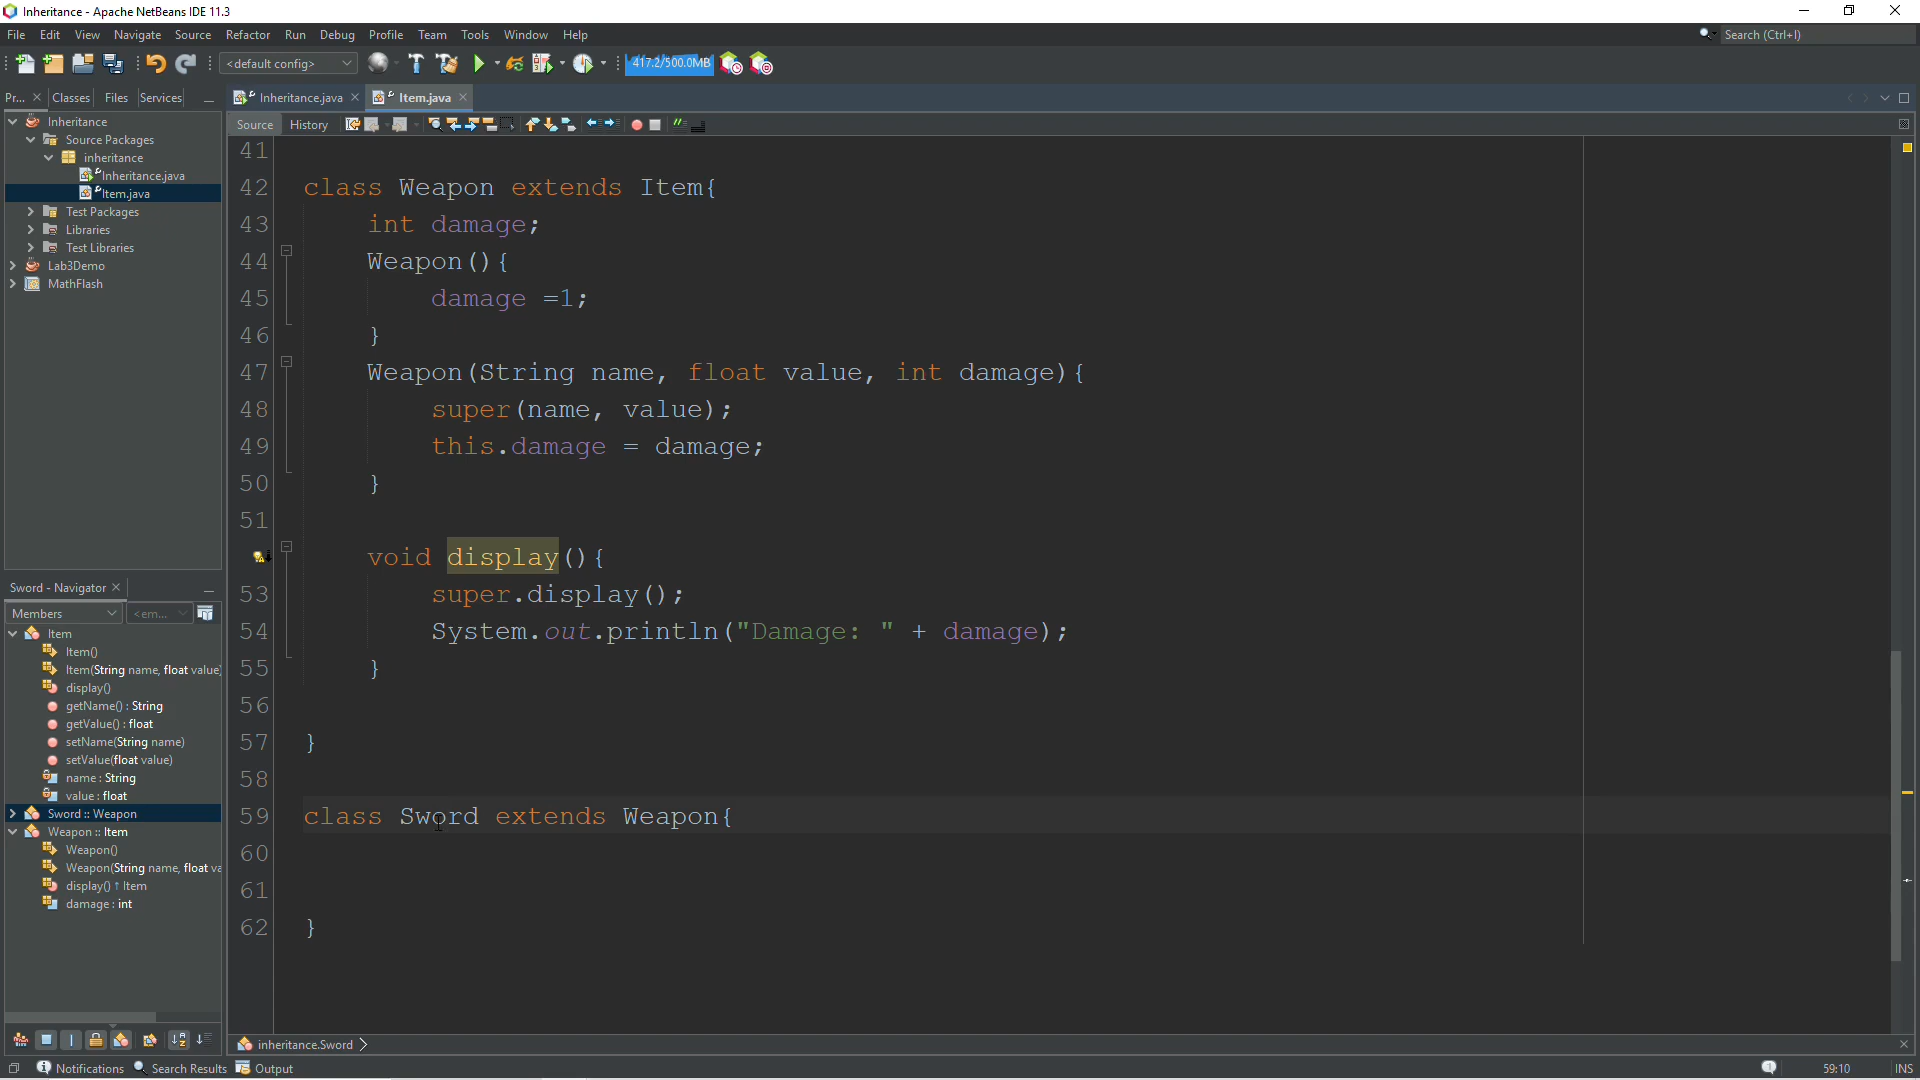 Inheritance - Apache NetBeans IDE 11.3
File Edit View Navigate Source Refactor Run Debug Profile Team Tools Window Help
Search (Ctrl+I)
<default config>
417.2/500.0MB
Pr... Classes Files Services
Inheritance.java Item.java
Source History
Inheritance
Source Packages
inheritance
Inheritance.java
Item.java
Test Packages
Libraries
Test Libraries
Lab3Demo
MathFlash
Sword - Navigator
Members <em...
Item
Item()
Item(String name, float value)
display()
getName() : String
getValue() : float
setName(String name)
setValue(float value)
name : String
value : float
Sword :: Weapon
Weapon :: Item
Weapon()
Weapon(String name, float va
display() ↑ Item
damage : int
41
42 class Weapon extends Item{
43 int damage;
44 Weapon(){
45 damage =1;
46 }
47 Weapon(String name, float value, int damage){
48 super(name, value);
49 this.damage = damage;
50 }
51
void display(){
53 super.display();
54 System.out.println("Damage: " + damage);
55 }
56
57 }
58
59 class Sword extends Weapon{
60
61
62 }
inheritance.Sword
Notifications Search Results Output
1 59:10 INS